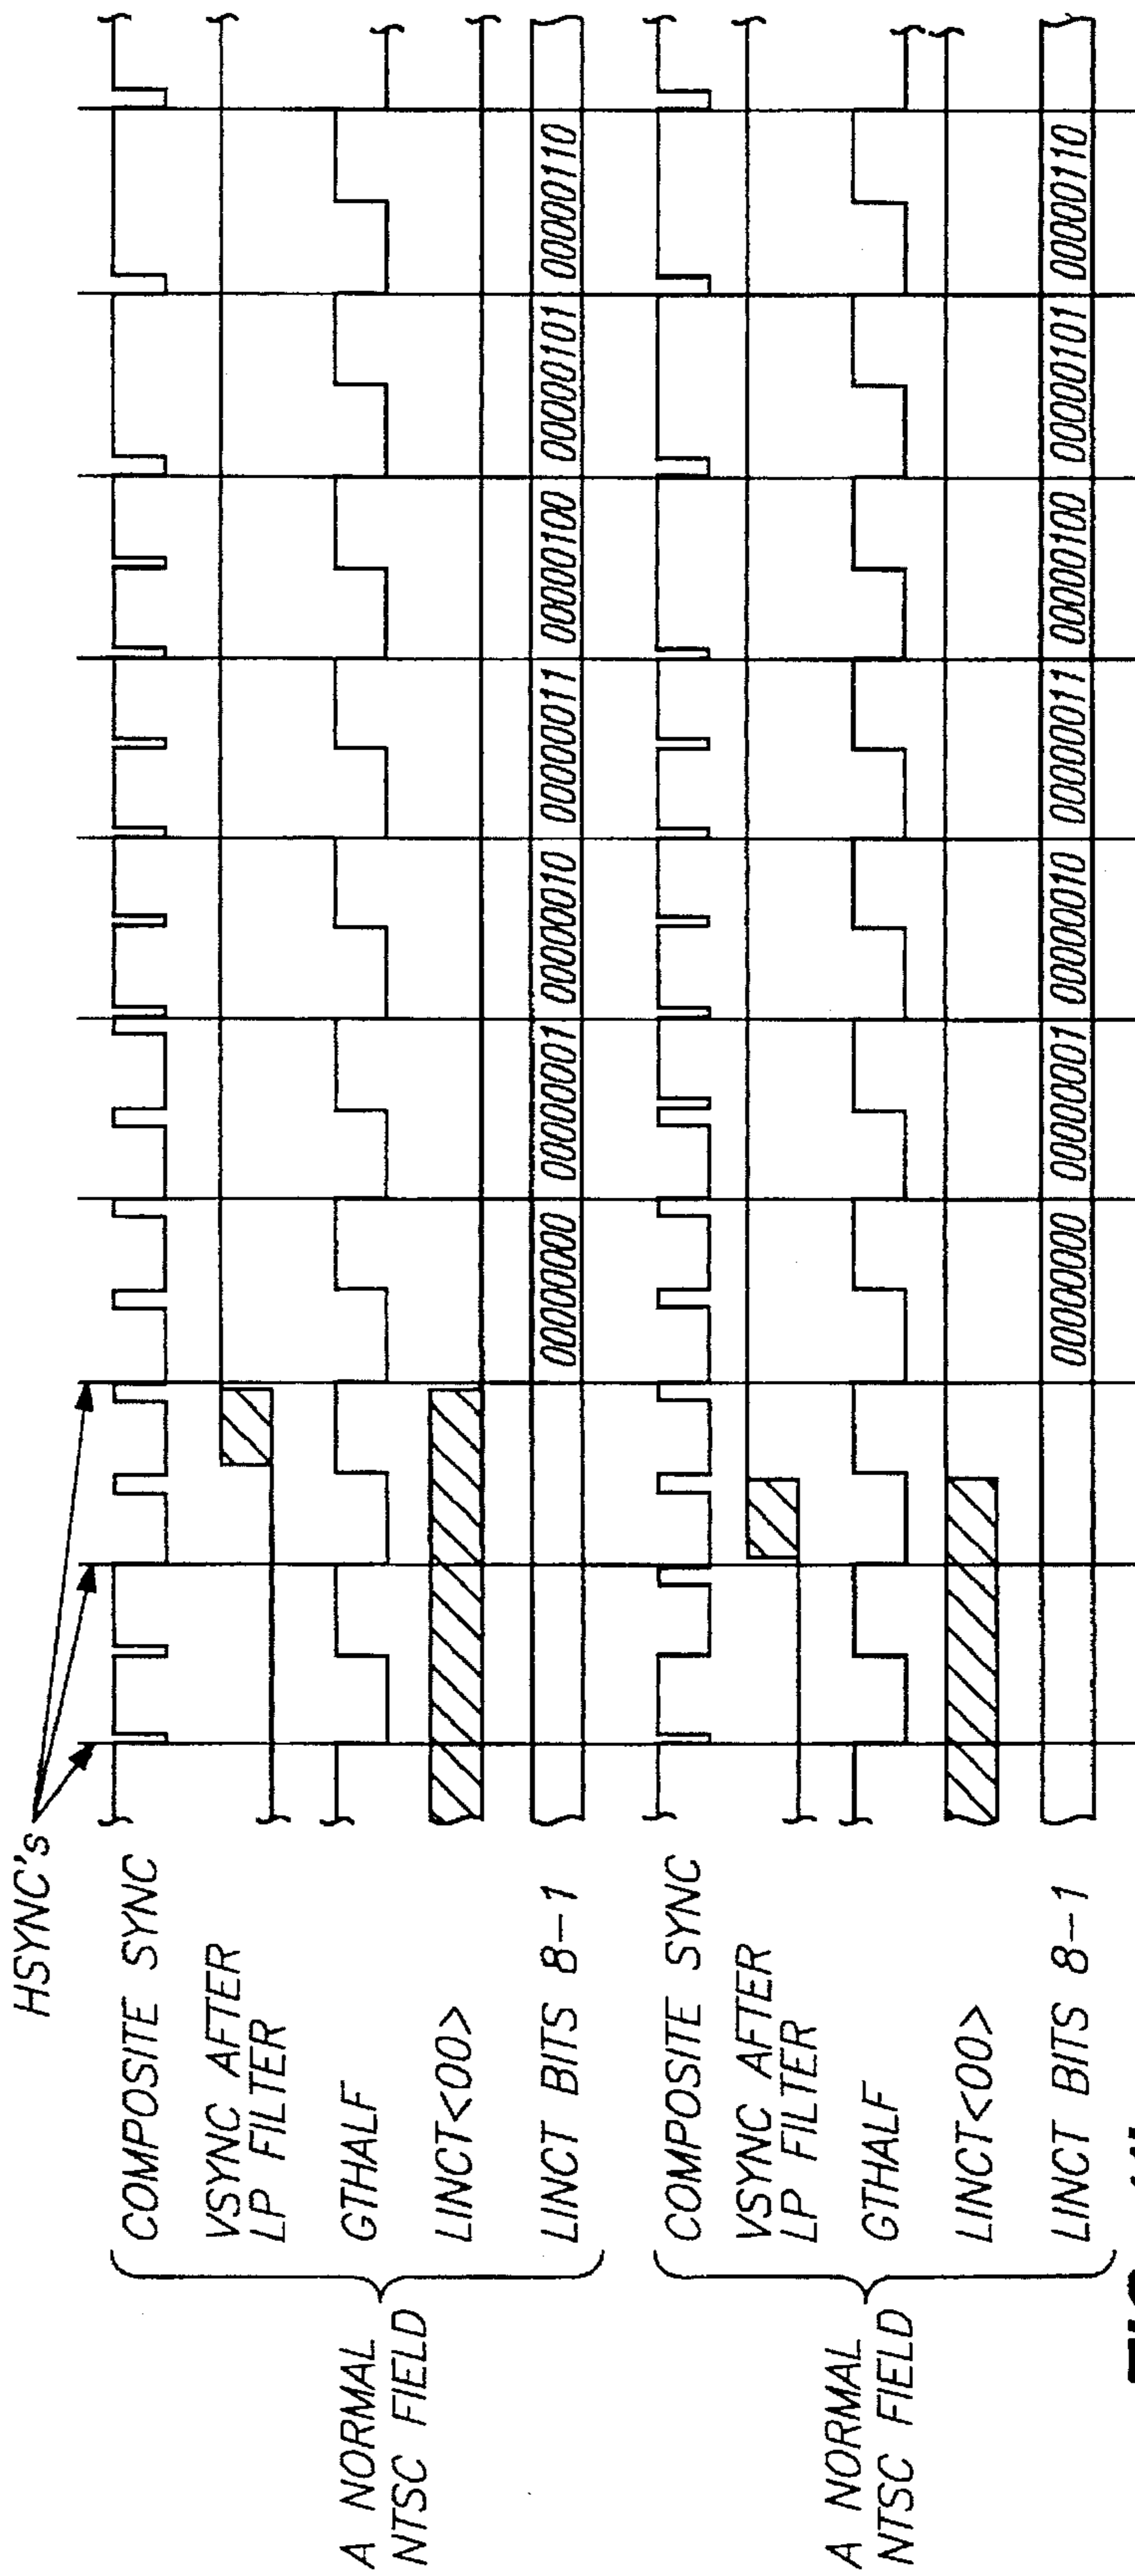 HSYNC's
A NORMAL
NTSC FIELD
COMPOSITE SYNC
VSYNC AFTER
LP FILTER
GTHALF
LINCT<00>
LINCT BITS 8-1
00000000 00000001 00000010 00000011 00000100 00000101 00000110
A NORMAL
NTSC FIELD
COMPOSITE SYNC
VSYNC AFTER
LP FILTER
GTHALF
LINCT<00>
LINCT BITS 8-1
00000000 00000001 00000010 00000011 00000100 00000101 00000110